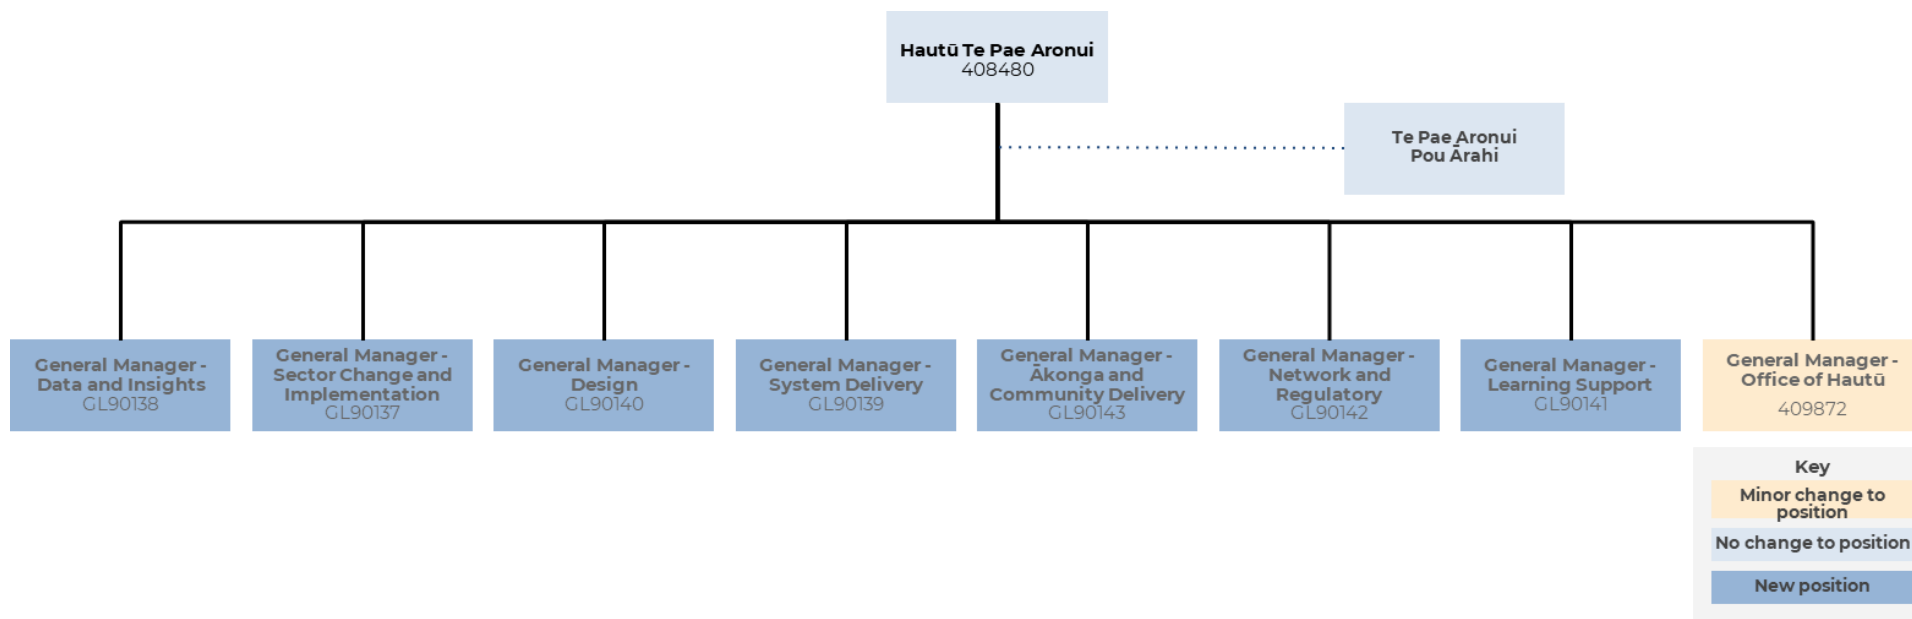 Hautū Te Pae Aronui
408480
Te Pae Aronui
Pou Ārahi
General Manager -
Data and Insights
GL90138
General Manager -
Sector Change and
Implementation
GL90137
General Manager -
Design
GL90140
General Manager -
System Delivery
GL90139
General Manager -
Ākonga and
Community Delivery
GL90143
General Manager -
Network and
Regulatory
GL90142
General Manager -
Learning Support
GL90141
General Manager -
Office of Hautū
409872
Key
Minor change to
position
No change to position
New position